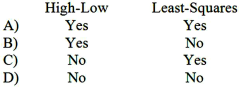 High-Low Least-Squares
A) Yes Yes
B) Yes No
C) No Yes
D) No No